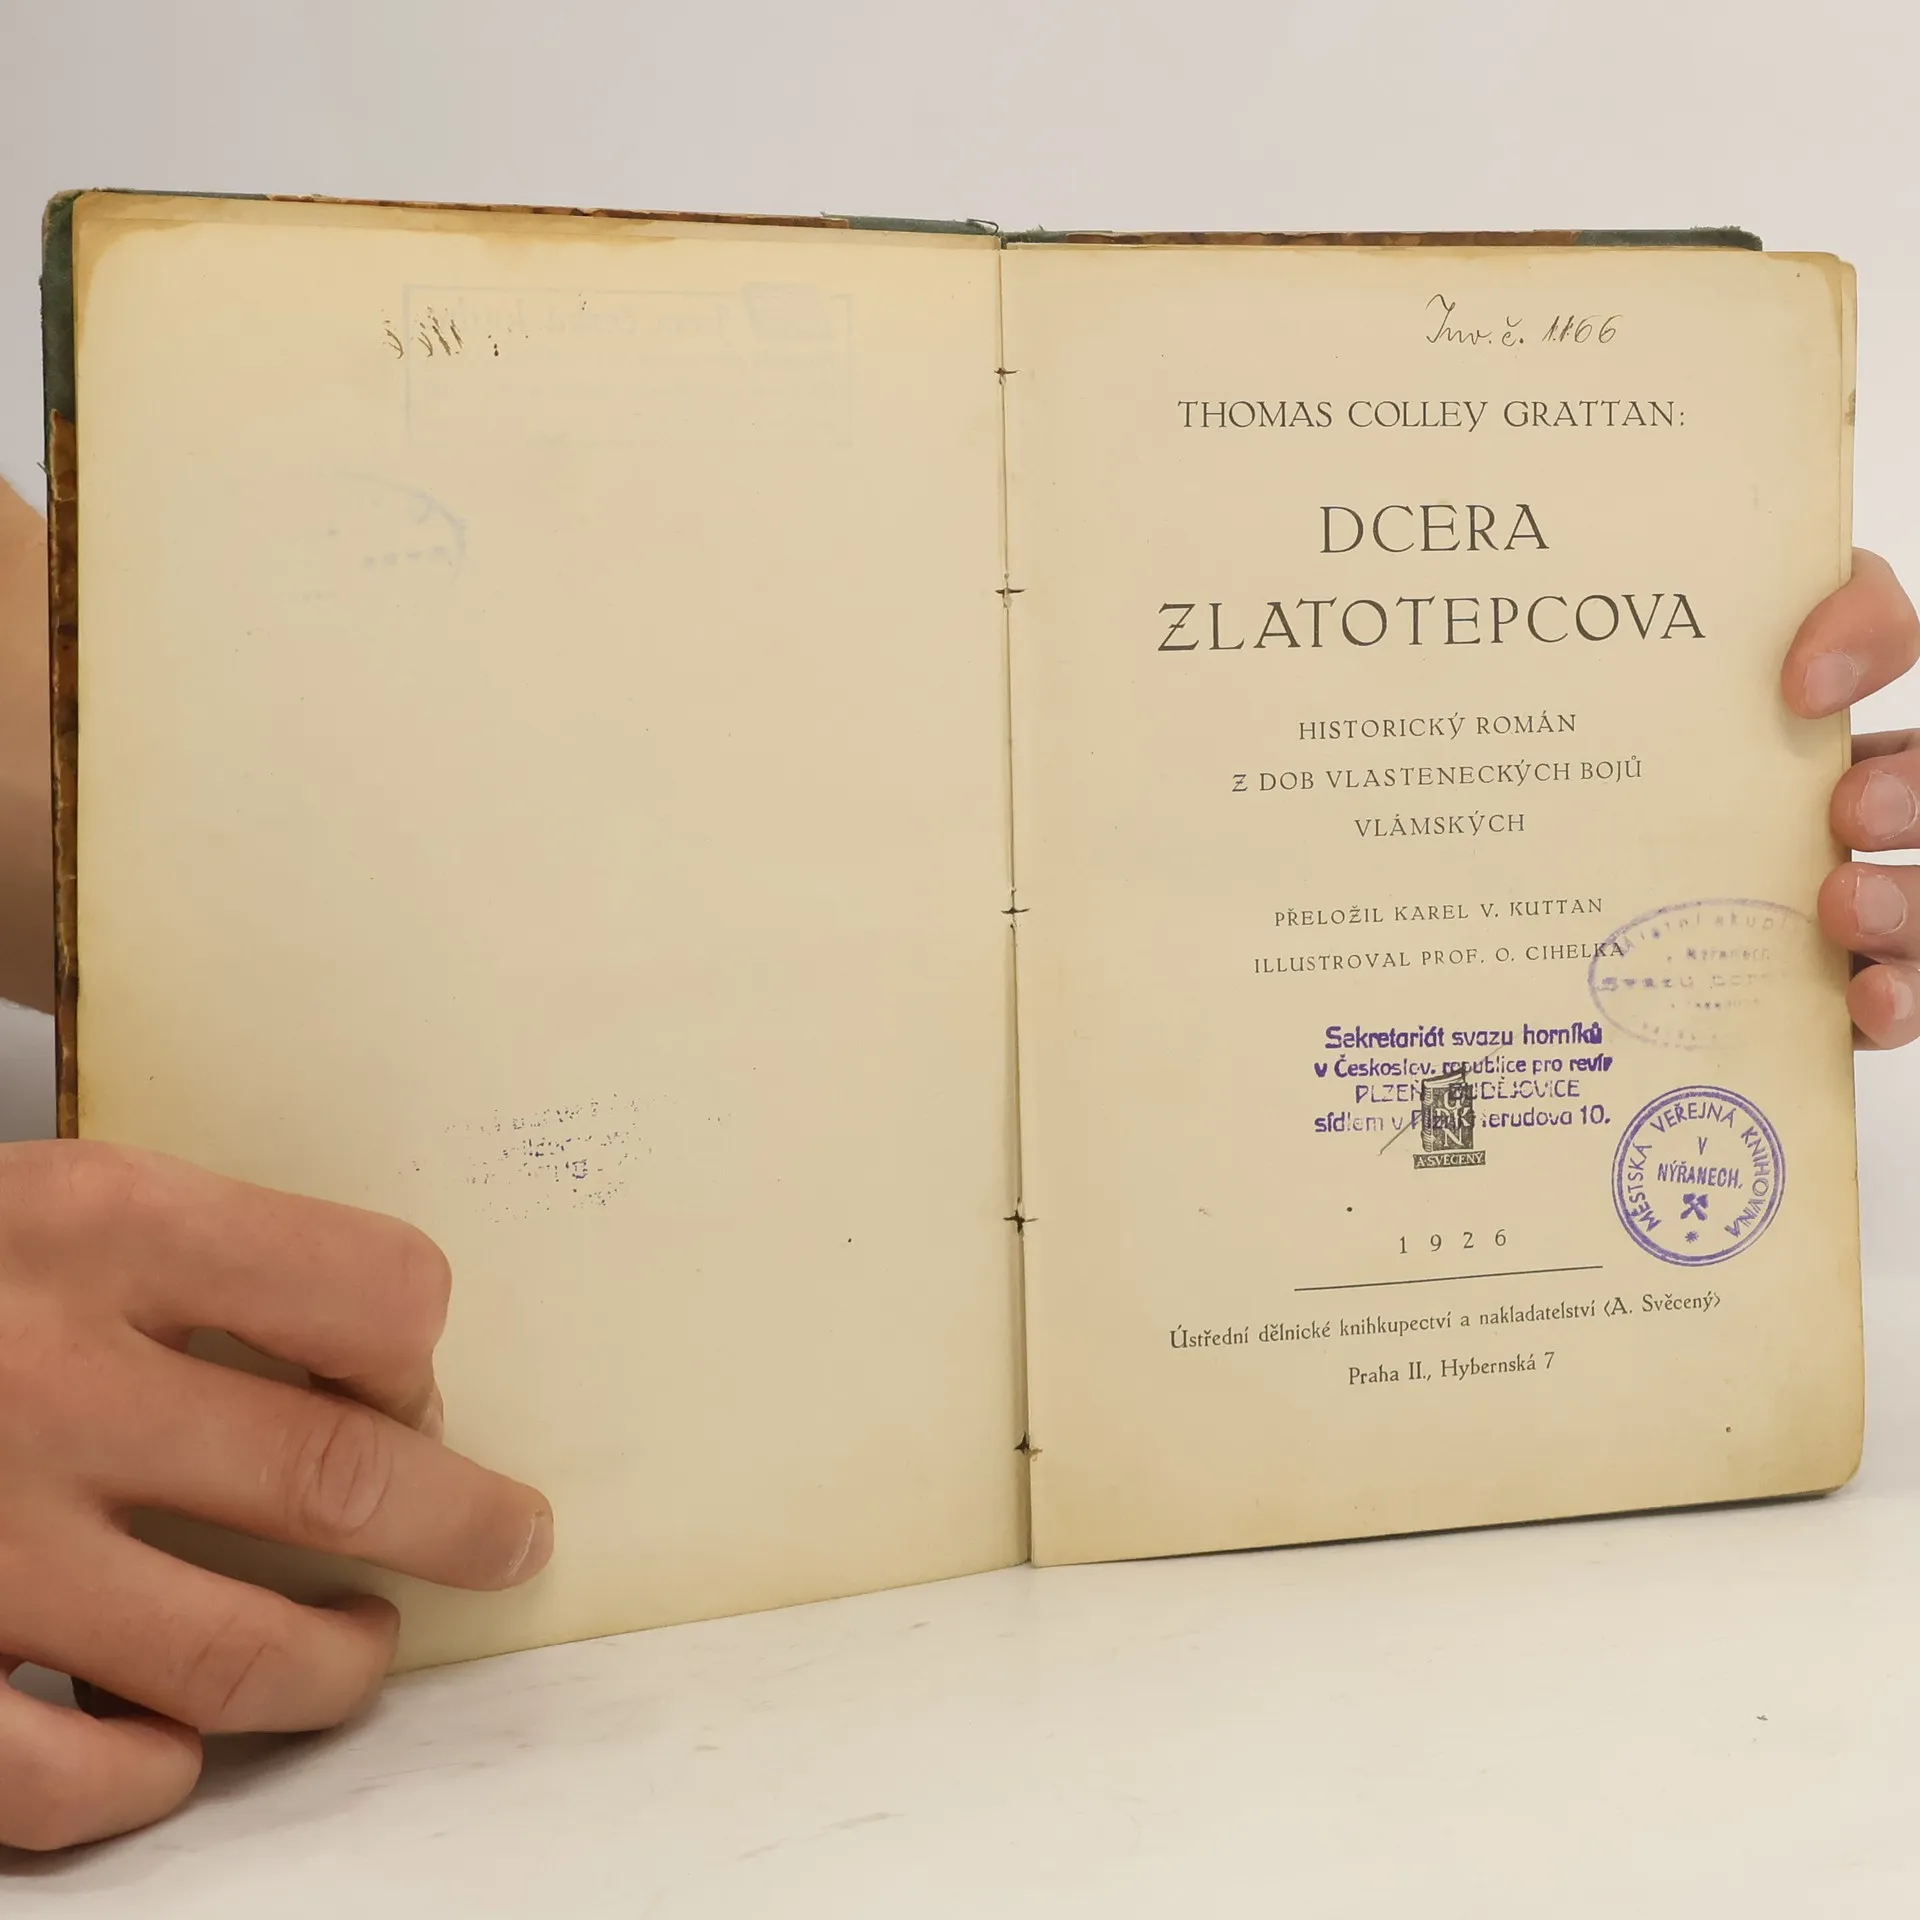 Inv. č. 1166
THOMAS COLLEY GRATTAN:
DCERA
ZLATOTEPCOVA
HISTORICKÝ ROMÁN
Z DOB VLASTENECKÝCH BOJŮ
VLÁMSKÝCH
PŘELOŽIL KAREL V. KUTTAN
ILLUSTROVAL PROF. O. CIHELKA
Sekretariát svazu horníků
v Českoslov. republice pro revír
PLZEŇ BUDĚJOVICE
sídlem v 10.
A.SVĚCENÝ
MĚSTSKÁ VEŘEJNÁ KNIHOVNA
V
NÝŘANECH.
1926
Ústřední dělnické knihkupectví a nakladatelství (A. Svěcený)
Praha II., Hybernská 7